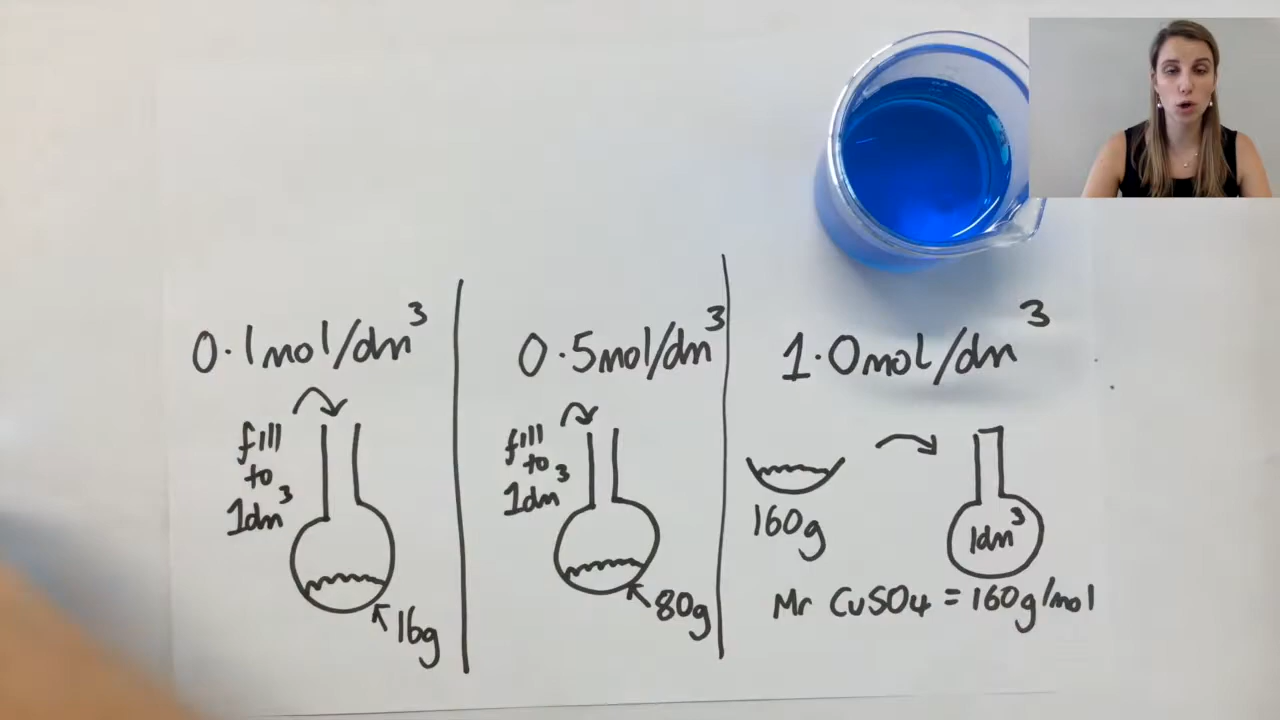 0.1mol/dm³
fill
to
1dm³
16g
0.5mol/dm³
fill
to
1dm³
80g
1.0mol/dm³
160g
1dm³
Mr CuSO4 = 160g/mol